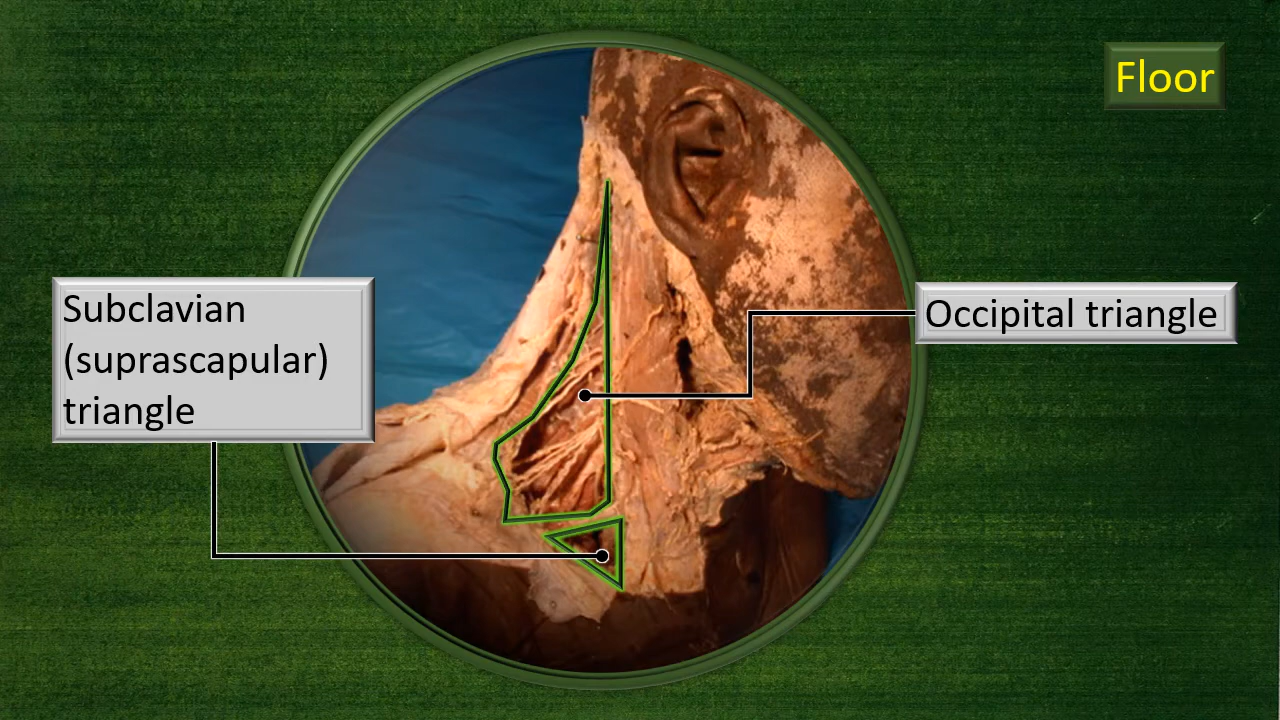 Floor
Subclavian
(suprascapular)
triangle
Occipital triangle